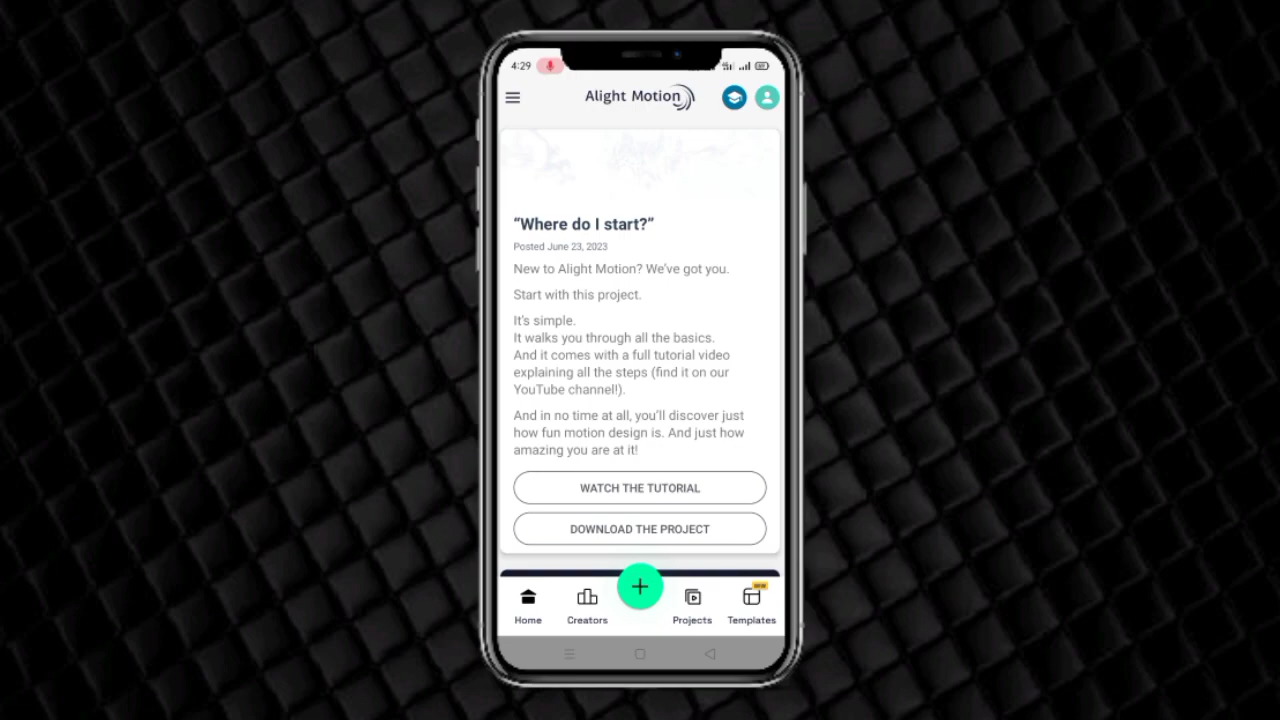 4:29
Alight Motion
“Where do I start?”
Posted June 23, 2023
New to Alight Motion? We’ve got you.
Start with this project.
It’s simple.
It walks you through all the basics.
And it comes with a full tutorial video
explaining all the steps (find it on our
YouTube channel!).
And in no time at all, you’ll discover just
how fun motion design is. And just how
amazing you are at it!
WATCH THE TUTORIAL
DOWNLOAD THE PROJECT
NEW
Home Creators Projects Templates